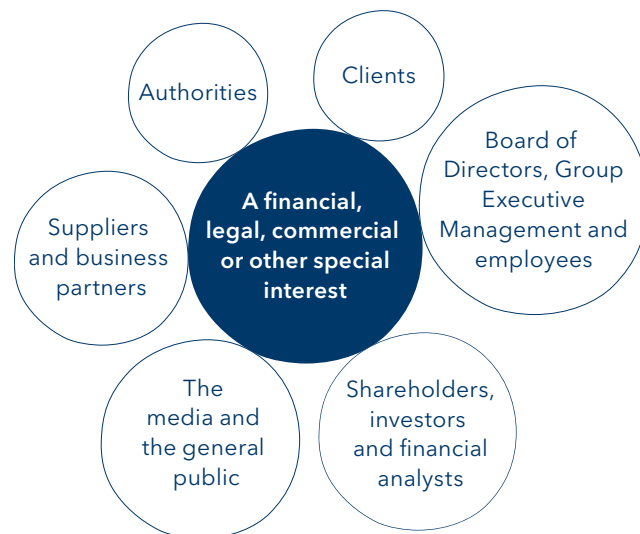 Authorities
Clients
Board of
Directors, Group
Executive
Management and
employees
A financial,
legal, commercial
or other special
interest
Suppliers
and business
partners
The
media and
the general
public
Shareholders,
investors
and financial
analysts